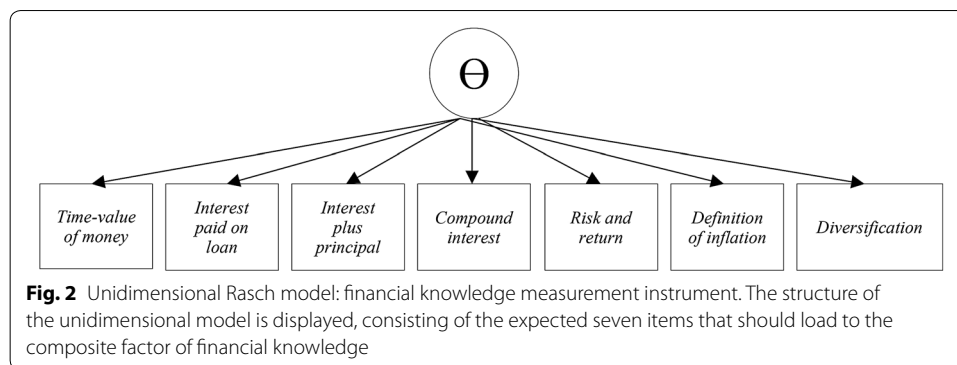 Ɵ
Time-value
of money
Interest
paid on
loan
Interest
plus
principal
Compound
interest
Risk and
return
Definition
of inflation
Diversification
Fig. 2 Unidimensional Rasch model: financial knowledge measurement instrument. The structure of
the unidimensional model is displayed, consisting of the expected seven items that should load to the
composite factor of financial knowledge